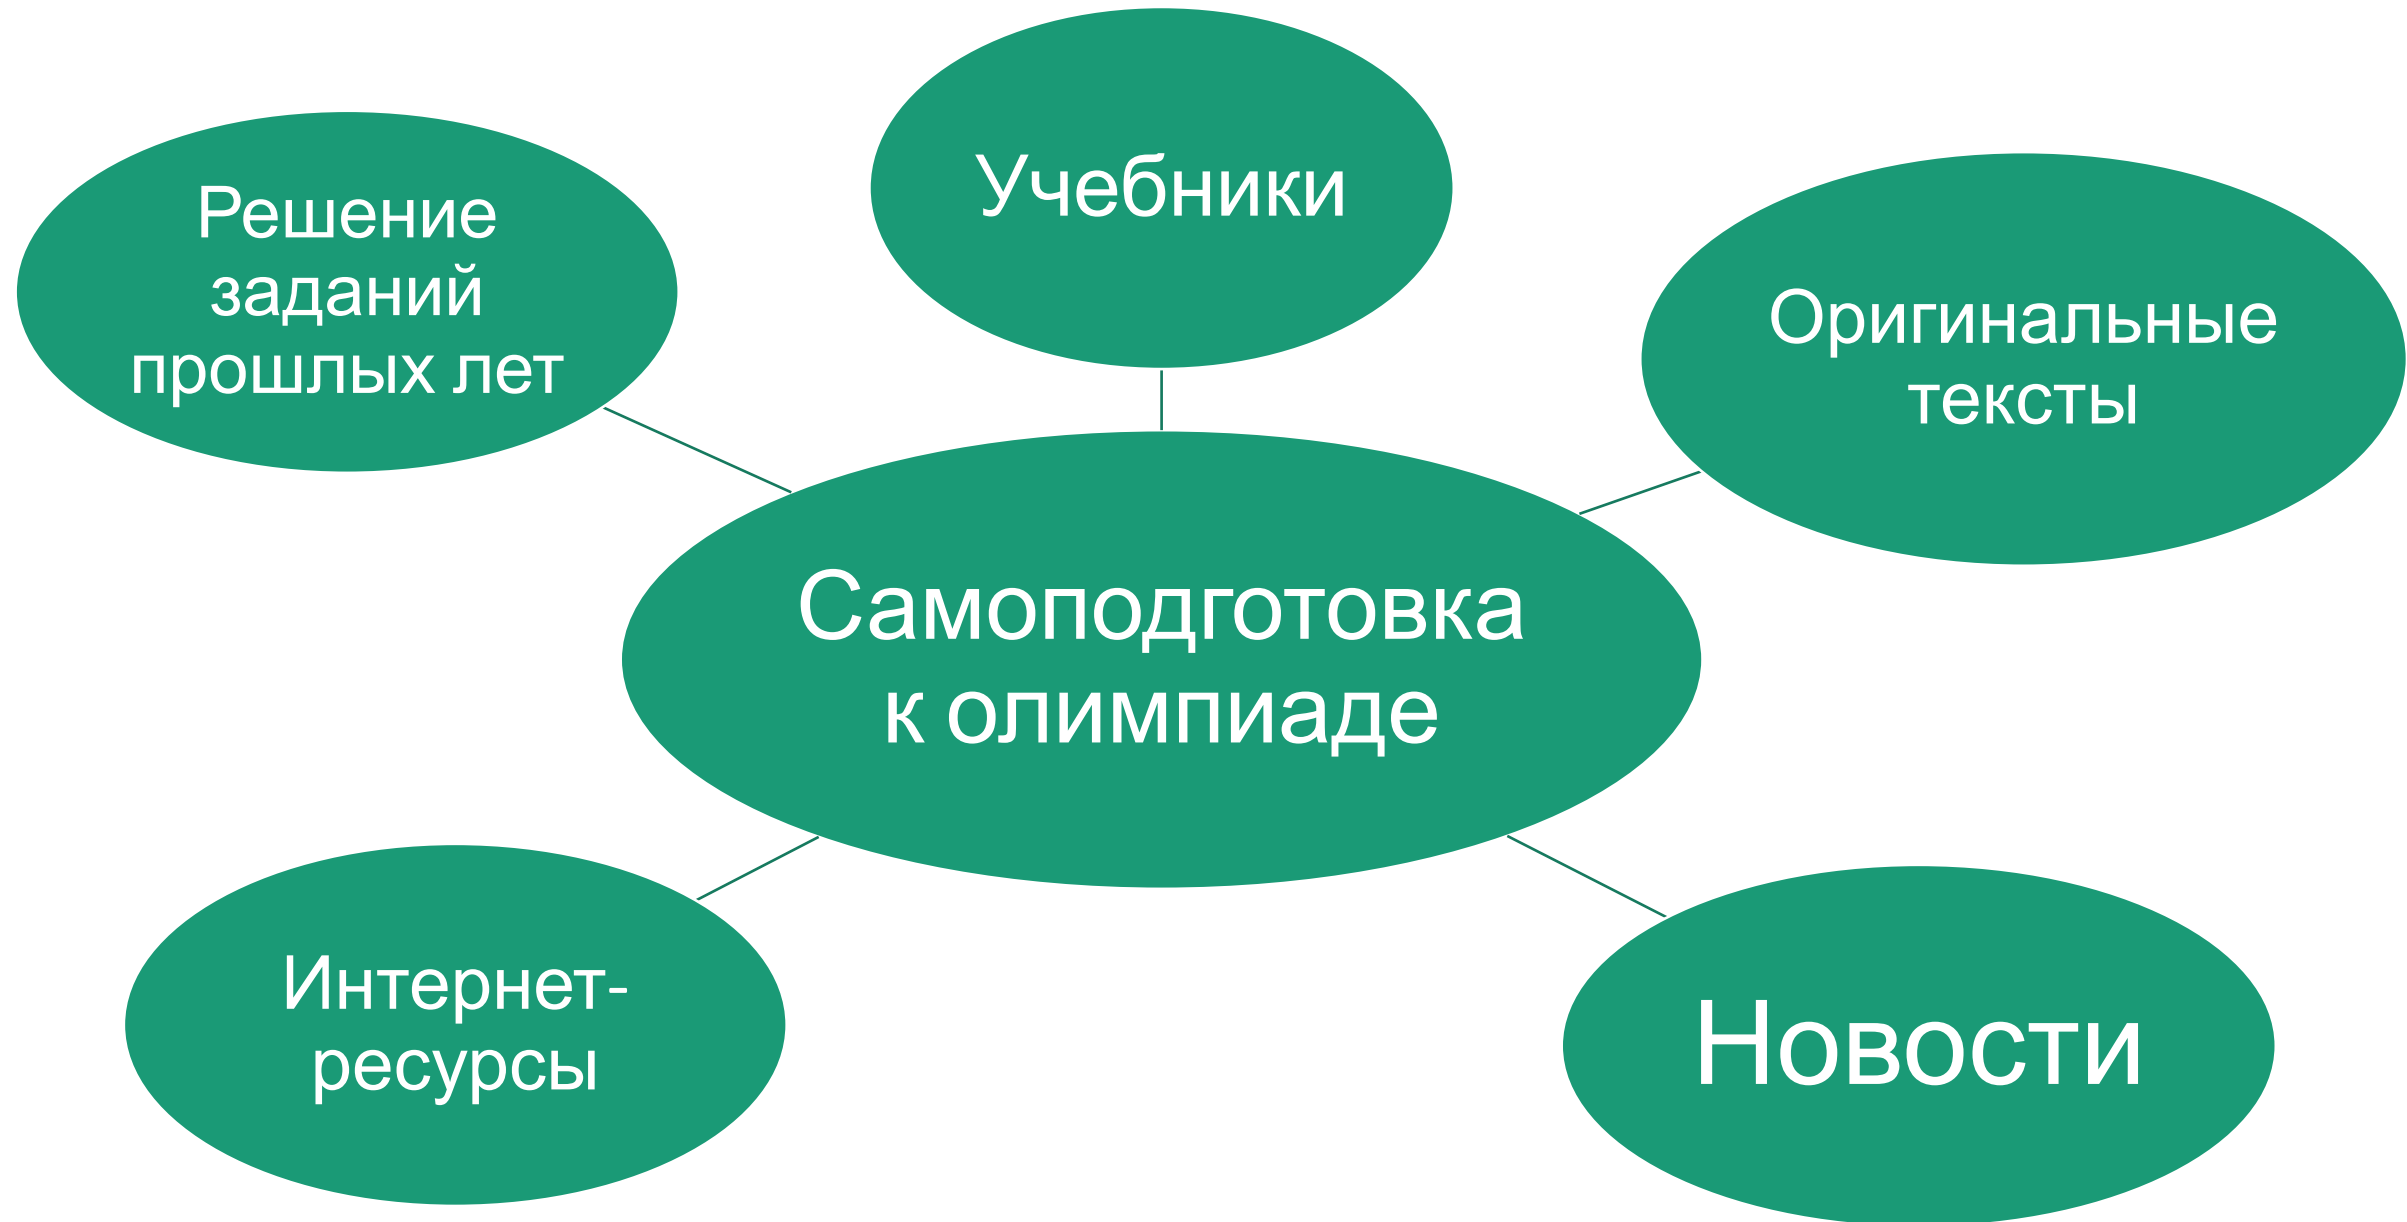 Учебники
Решение
заданий
прошлых лет
Оригинальные
тексты
Самоподготовка
к олимпиаде
Интернет-
ресурсы
Новости